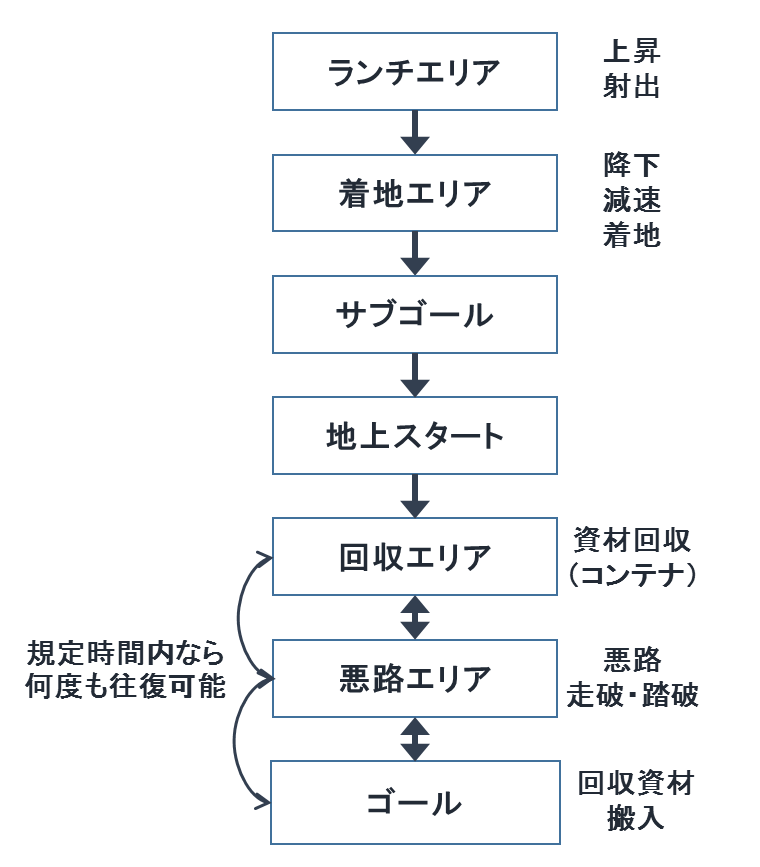 ランチエリア
上昇
射出
着地エリア
降下
減速
着地
サブゴール
地上スタート
回収エリア
資材回収
（コンテナ）
規定時間内なら
何度も往復可能
悪路エリア
悪路
走破・踏破
ゴール
回収資材
搬入